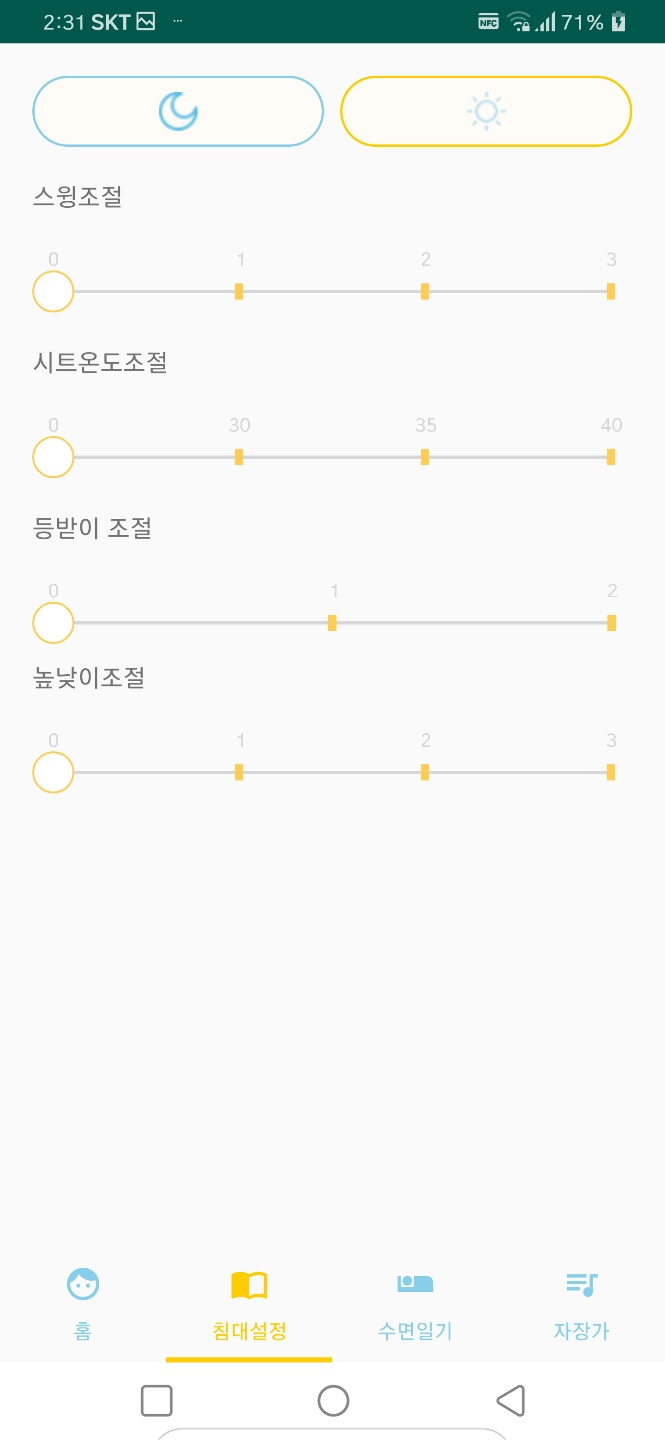 2:31 SKT ···
NFC 71%
스윙조절
0 1 2 3
시트온도조절
0 30 35 40
등받이 조절
0 1 2
높낮이조절
0 1 2 3
홈 침대설정 수면일기 자장가